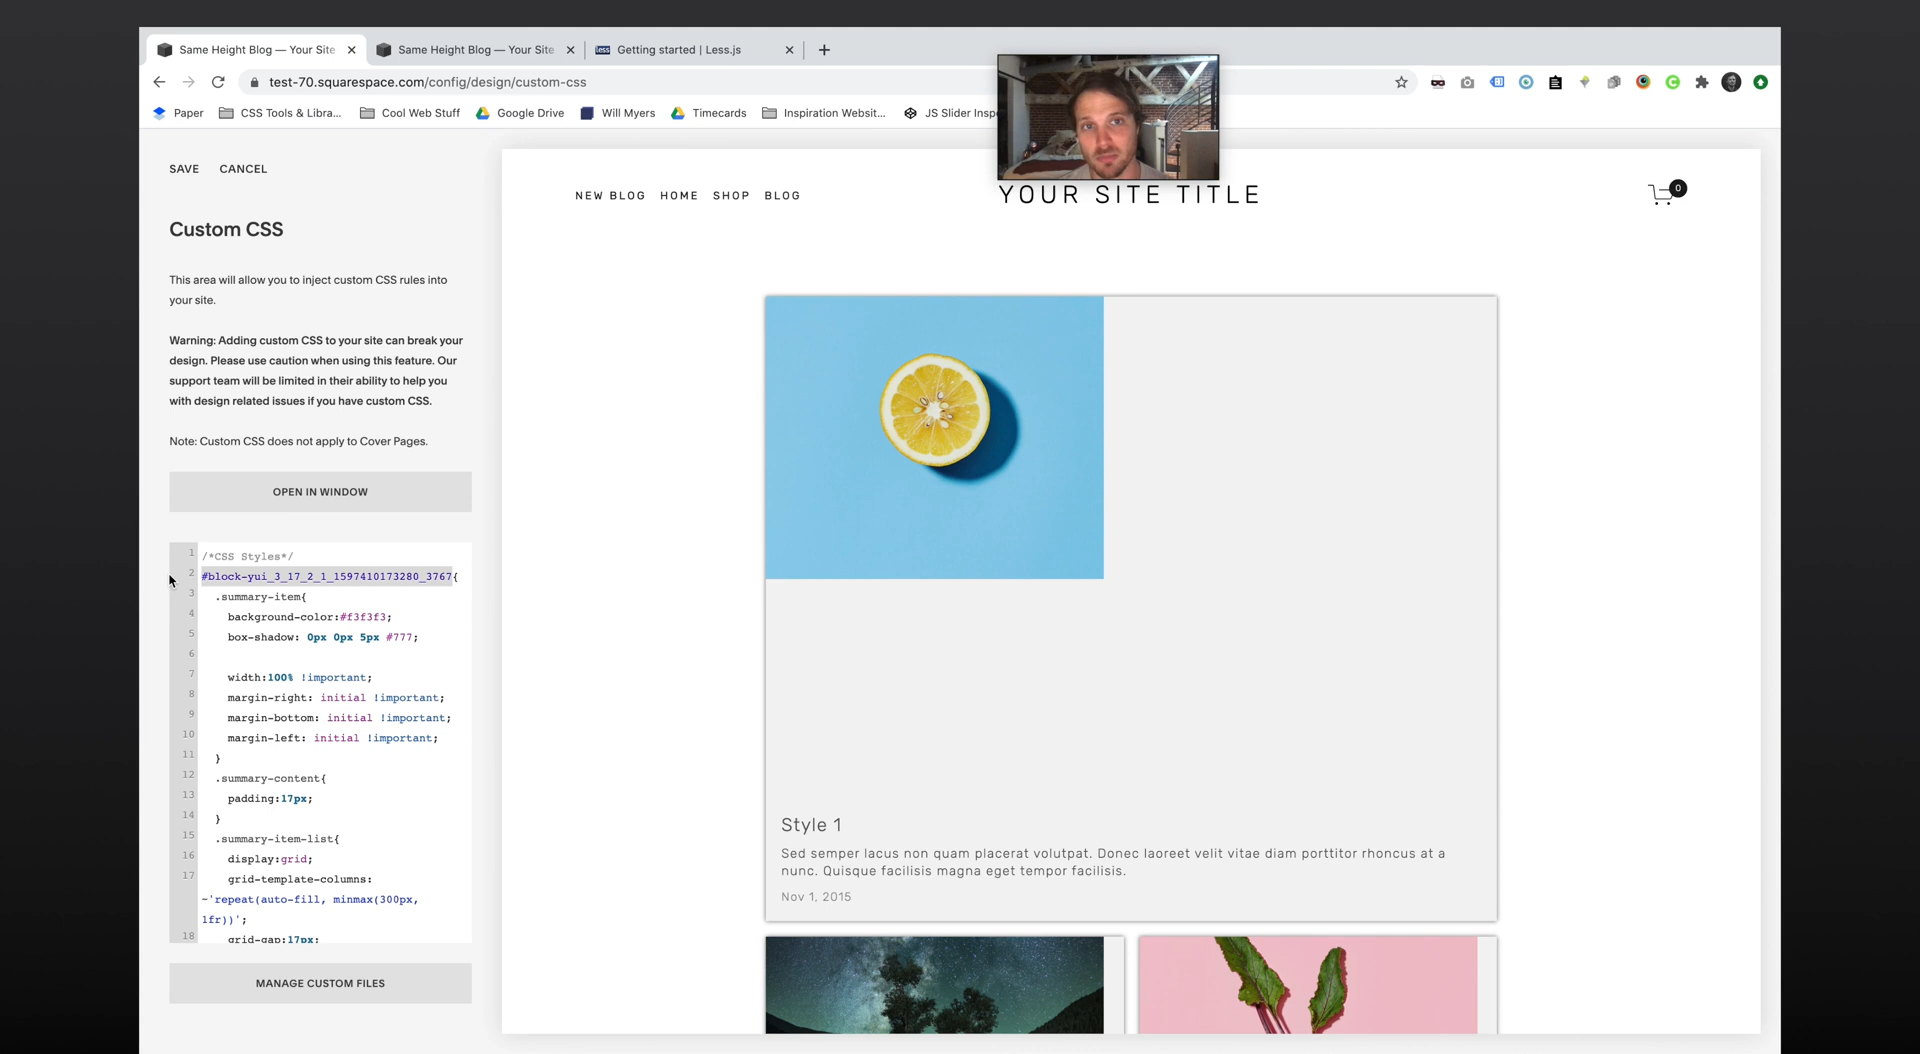 Same Height Blog — Your Site
Same Height Blog — Your Site
less
Getting started | Less.js
test-70.squarespace.com/config/design/custom-css
Paper
CSS Tools & Libra...
Cool Web Stuff
Google Drive
Will Myers
Timecards
Inspiration Websit...
JS Slider Insp
SAVE
CANCEL
Custom CSS
This area will allow you to inject custom CSS rules into
your site.
Warning: Adding custom CSS to your site can break your
design. Please use caution when using this feature. Our
support team will be limited in their ability to help you
with design related issues if you have custom CSS.
Note: Custom CSS does not apply to Cover Pages.
OPEN IN WINDOW
1 /*CSS Styles*/
2 #block-yui_3_17_2_1_1597410173280_3767{
3 .summary-item{
4 background-color:#f3f3f3;
5 box-shadow: 0px 0px 5px #777;
6
7 width:100% !important;
8 margin-right: initial !important;
9 margin-bottom: initial !important;
10 margin-left: initial !important;
11 }
12 .summary-content{
13 padding:17px;
14 }
15 .summary-item-list{
16 display:grid;
17 grid-template-columns:
~'repeat(auto-fill, minmax(300px,
1fr))';
18 grid-gap:17px;
MANAGE CUSTOM FILES
NEW BLOG HOME SHOP BLOG
YOUR SITE TITLE
0
Style 1
Sed semper lacus non quam placerat volutpat. Donec laoreet velit vitae diam porttitor rhoncus at a
nunc. Quisque facilisis magna eget tempor facilisis.
Nov 1, 2015